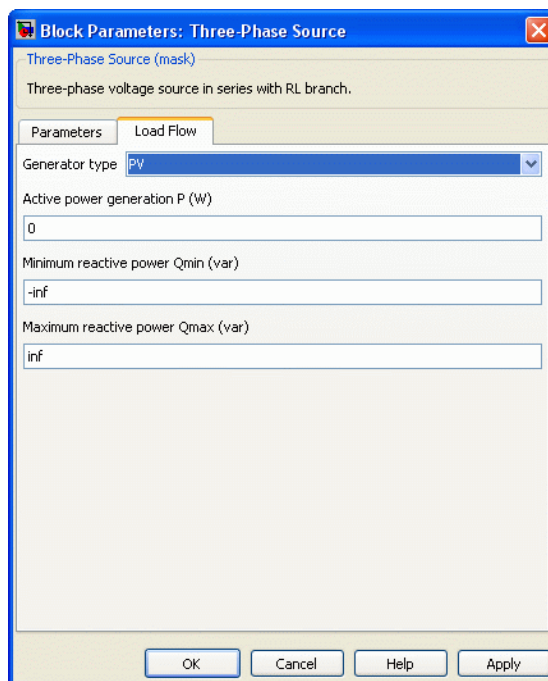 Block Parameters: Three-Phase Source
Three-Phase Source (mask)
Three-phase voltage source in series with RL branch.
Parameters
Load Flow
Generator type PV
Active power generation P (W)
0
Minimum reactive power Qmin (var)
-inf
Maximum reactive power Qmax (var)
inf
OK Cancel Help Apply